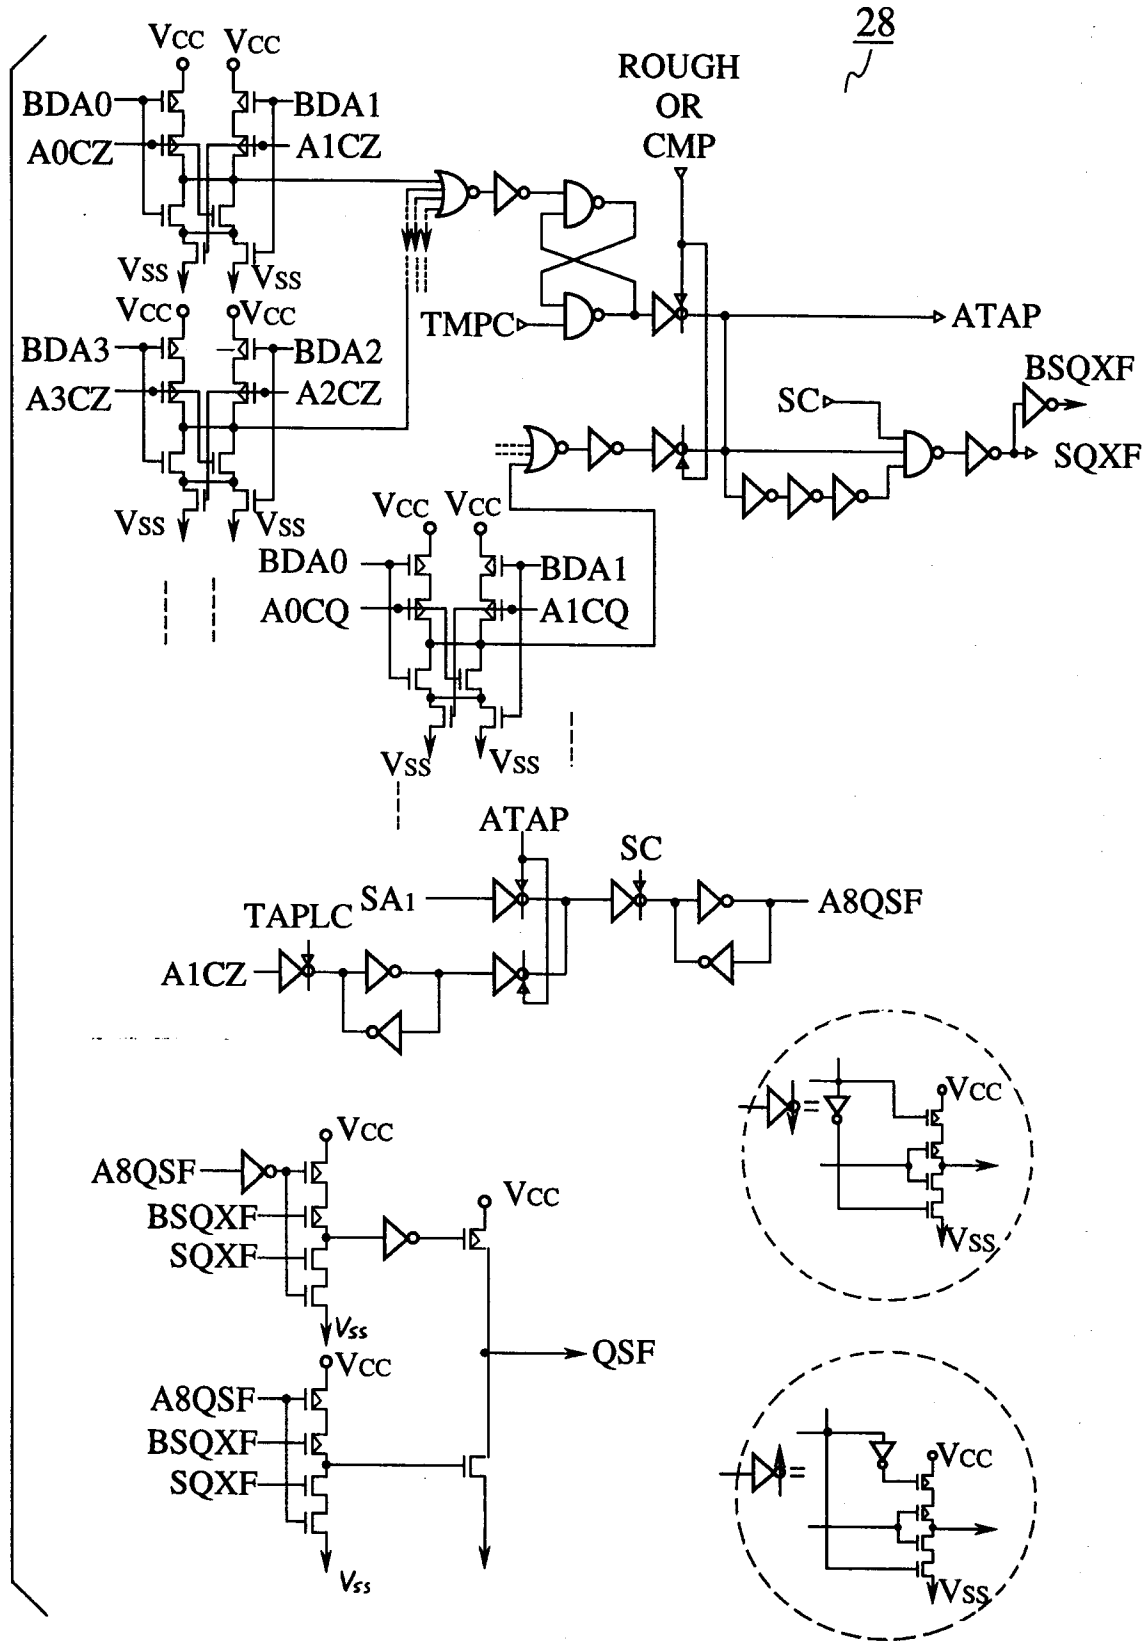 28
VCC VCC
ROUGH
OR
CMP
BDA0 BDA1
A0CZ A1CZ
VSS VSS
VCC VCC
TMPC ATAP
BDA3 BDA2
A3CZ A2CZ
BSQXF
SC
SQXF
VSS VSS
VCC VCC
BDA0 BDA1
A0CQ A1CQ
VSS VSS
ATAP
SC
SA1 A8QSF
TAPLC
A1CZ
= VCC
VSS
VCC
A8QSF
BSQXF
SQXF
VCC
VSS
QSF
VCC
A8QSF
BSQXF
SQXF
VSS
= VCC
VSS